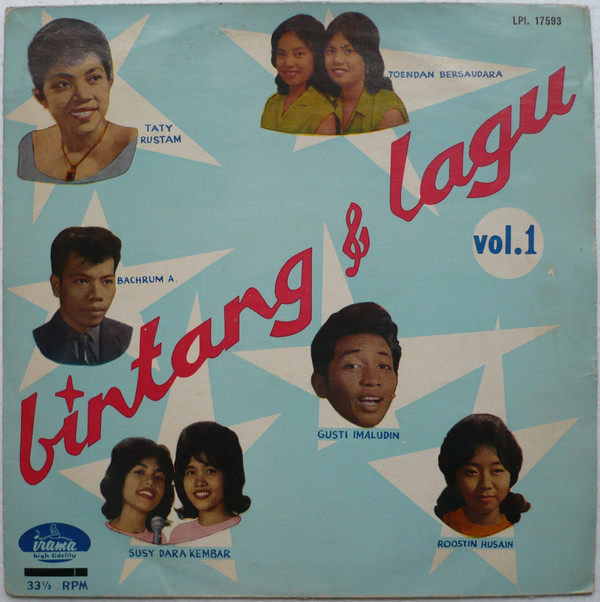 LPI. 17593
TOENDAN BERSAUDARA
TATY
RUSTAM
bintang & lagu
vol.1
BACHRUM A.
GUSTI IMALUDIN
SUSY DARA KEMBAR
ROOSTIN HUSAIN
irama
high fidelity
33⅓ RPM